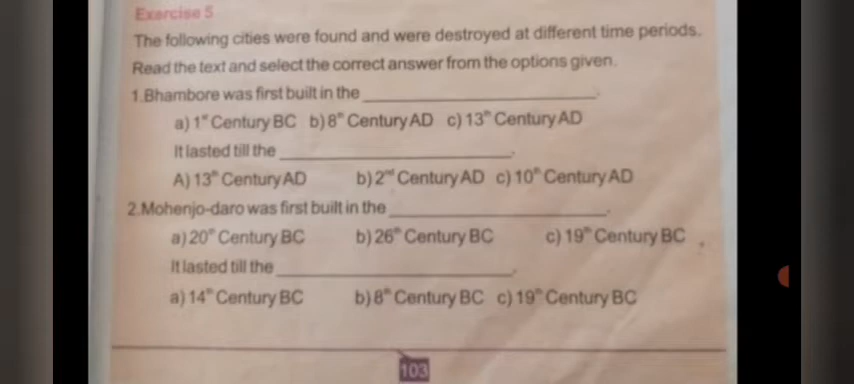 Exercise 5
The following cities were found and were destroyed at different time periods.
Read the text and select the correct answer from the options given.
1.Bhambore was first built in the ____________________.
a) 1st Century BC b) 8th Century AD c) 13th Century AD
It lasted till the ____________________.
A) 13th Century AD b) 2nd Century AD c) 10th Century AD
2.Mohenjo-daro was first built in the ____________________.
a) 20th Century BC b) 26th Century BC c) 19th Century BC
It lasted till the ____________________.
a) 14th Century BC b) 8th Century BC c) 19th Century BC
103